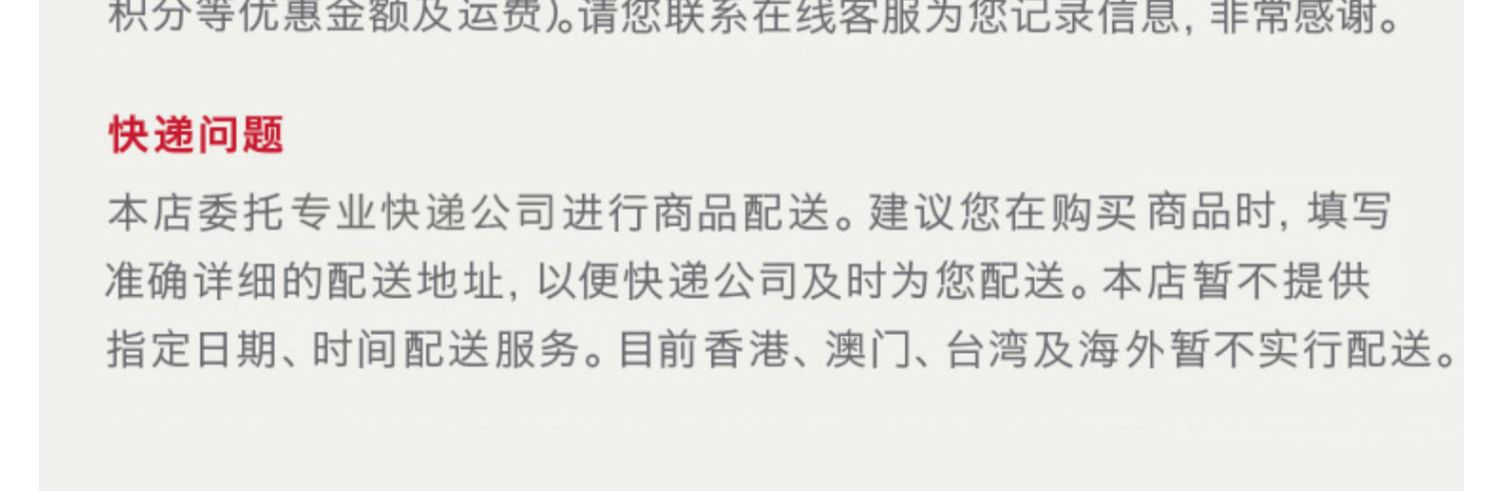 积分等优惠金额及运费)。请您联系在线客服为您记录信息, 非常感谢。
快递问题
本店委托专业快递公司进行商品配送。建议您在购买商品时, 填写
准确详细的配送地址, 以便快递公司及时为您配送。本店暂不提供
指定日期、时间配送服务。目前香港、澳门、台湾及海外暂不实行配送。